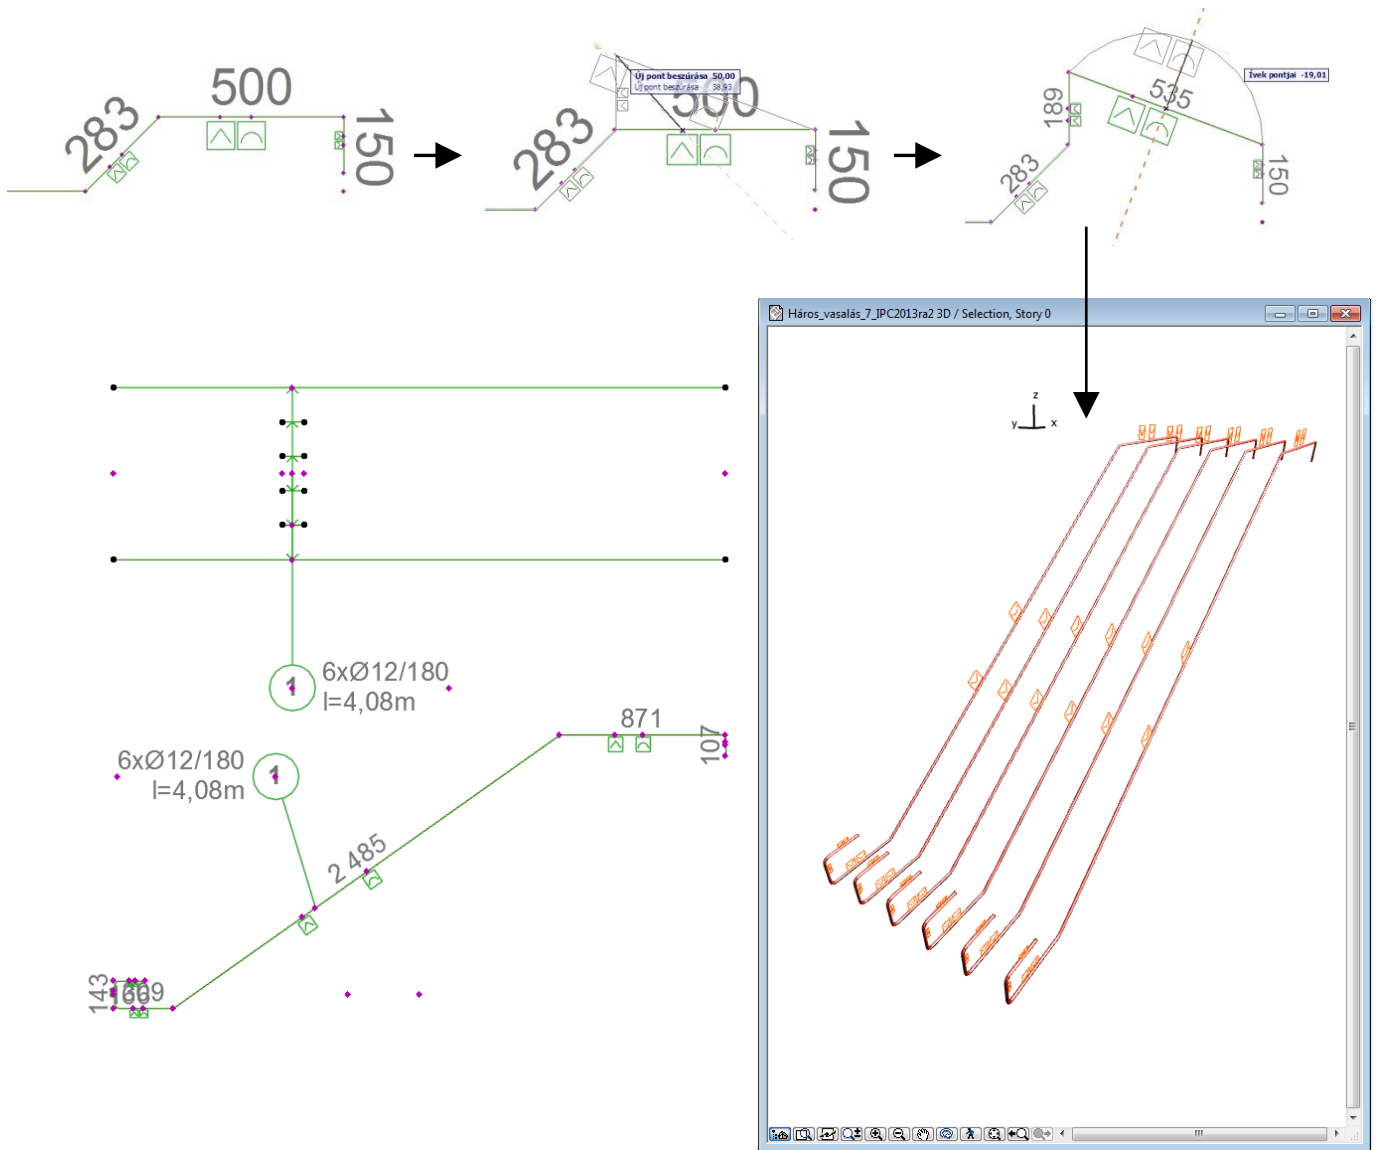 500
283
150
Új pont beszúrása 50,00
Új pont beszúrása 38,93
500
283
150
Ívek pontjai -19,01
535
189
283
150
Háros_vasalás_7_IPC2013ra2 3D / Selection, Story 0
z
y
x
1
6xØ12/180
l=4,08m
871
107
6xØ12/180
l=4,08m
1
2 485
143